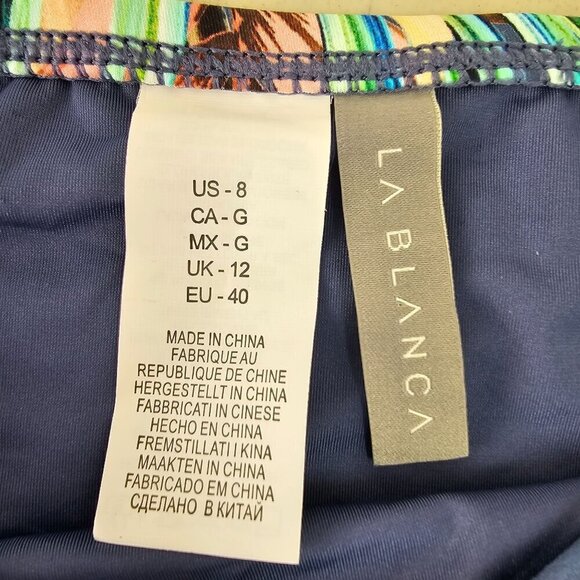 US - 8
CA - G
MX - G
UK - 12
EU - 40
MADE IN CHINA
FABRIQUE AU
REPUBLIQUE DE CHINE
HERGESTELLT IN CHINA
FABBRICATI IN CINESE
HECHO EN CHINA
FREMSTILLATI I KINA
MAAKTEN IN CHINA
FABRICADO EM CHINA
СДЕЛАНО В КИТАЙ
LA BLANCA